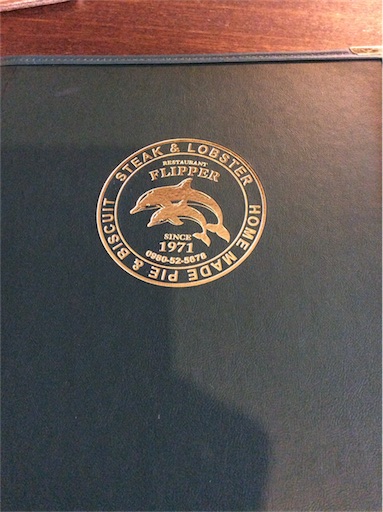 STEAK & LOBSTER
HOME MADE PIE & BISCUIT
RESTAURANT
FLIPPER
SINCE
1971
0980-52-5678